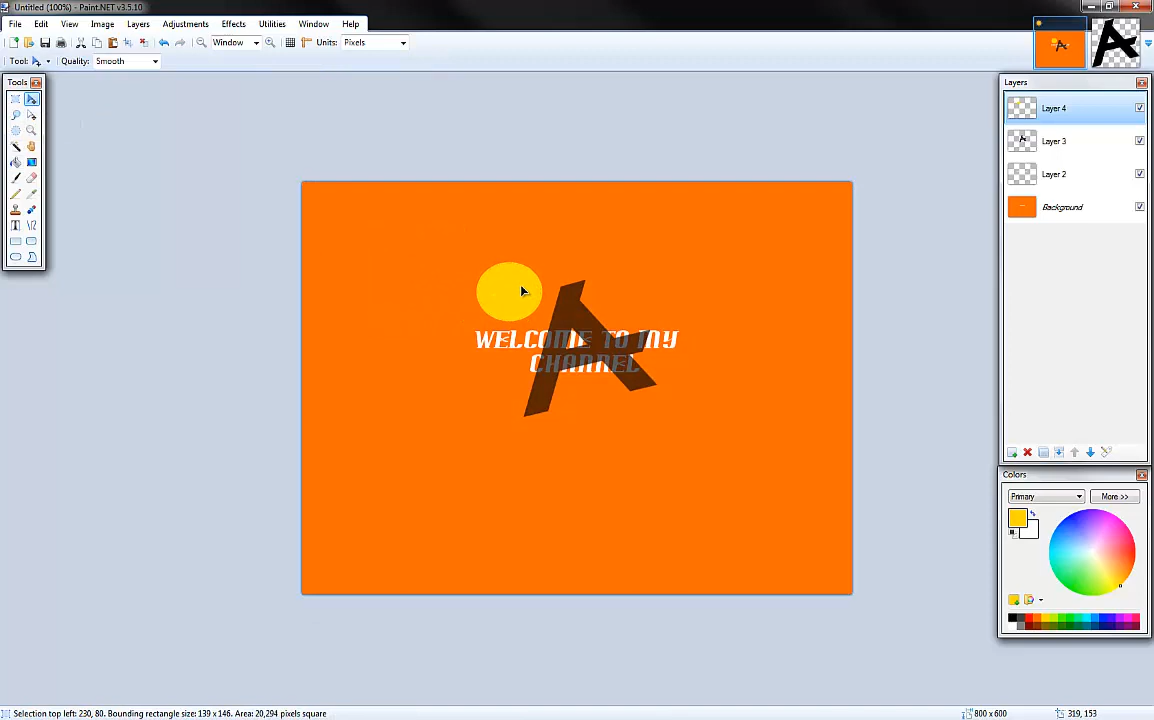 Untitled (100%) - Paint.NET v3.5.10
File Edit View Image Layers Adjustments Effects Utilities Window Help
Window Units: Pixels
Tool: Quality: Smooth
Tools
Layers
Layer 4
Layer 3
Layer 2
Background
A
WELCOME TO MY
CHANNEL
Colors
Primary More >>
Selection top left: 230, 80. Bounding rectangle size: 139 x 146. Area: 20,294 pixels square 800 x 600 319, 153